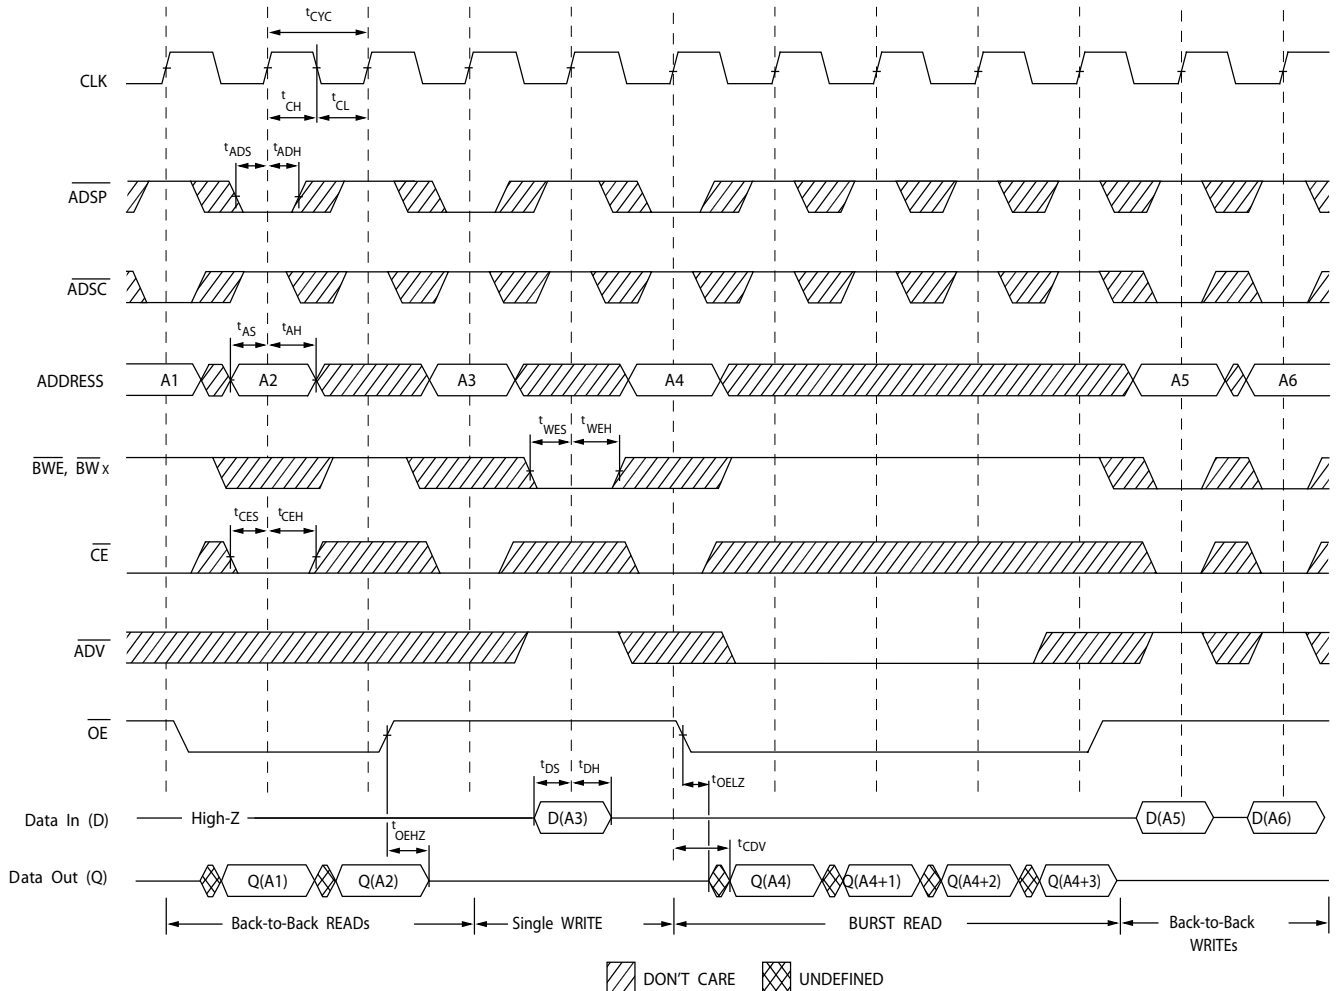 tCYC
CLK
tCH
tCL
tADS
tADH
ADSP
ADSC
tAS
tAH
ADDRESS
A1
A2
A3
A4
A5
A6
tWES
tWEH
BWE, BWx
tCES
tCEH
CE
ADV
OE
tDS
tDH
tOELZ
Data In (D)
High-Z
D(A3)
D(A5)
D(A6)
tOEHZ
tCDV
Data Out (Q)
Q(A1)
Q(A2)
Q(A4)
Q(A4+1)
Q(A4+2)
Q(A4+3)
Back-to-Back READs
Single WRITE
BURST READ
Back-to-Back
WRITEs
DON'T CARE
UNDEFINED